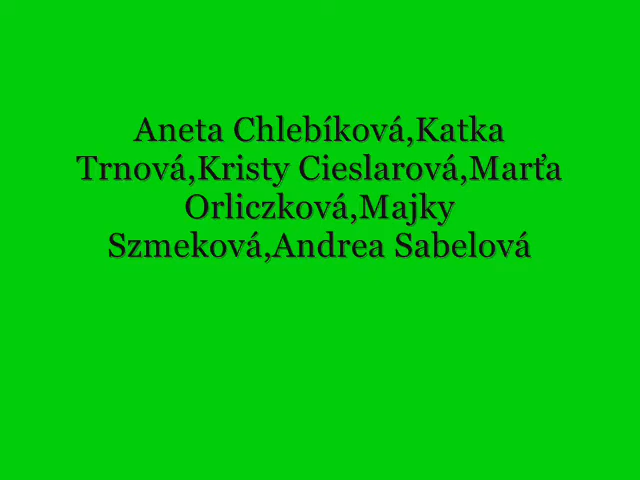 Aneta Chlebíková,Katka
Trnová,Kristy Cieslarová,Marťa
Orliczková,Majky
Szmeková,Andrea Sabelová